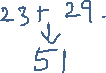 23 + 29.
↓
51